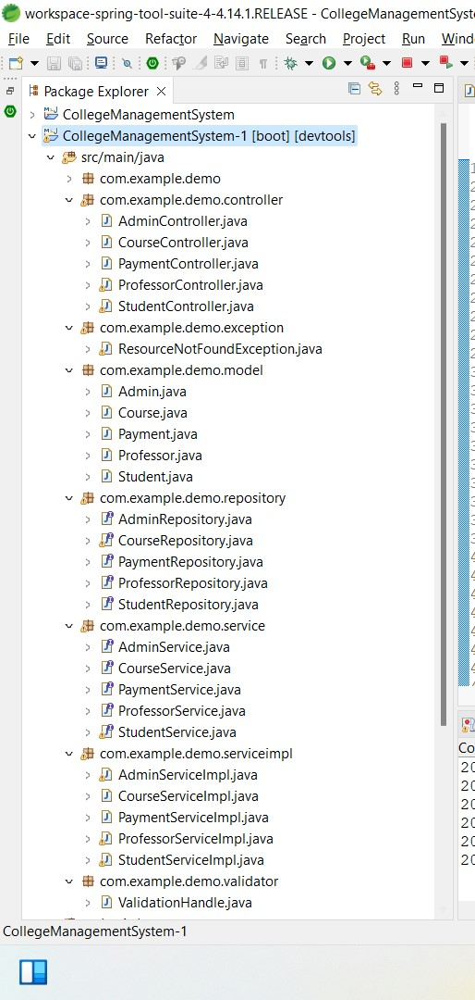 workspace-spring-tool-suite-4-4.14.1.RELEASE - CollegeManagementSyst
File Edit Source Refactor Navigate Search Project Run Wind
Package Explorer
CollegeManagementSystem
CollegeManagementSystem-1 [boot] [devtools]
src/main/java
com.example.demo
com.example.demo.controller
AdminController.java
CourseController.java
PaymentController.java
ProfessorController.java
StudentController.java
com.example.demo.exception
ResourceNotFoundException.java
com.example.demo.model
Admin.java
Course.java
Payment.java
Professor.java
Student.java
com.example.demo.repository
AdminRepository.java
CourseRepository.java
PaymentRepository.java
ProfessorRepository.java
StudentRepository.java
com.example.demo.service
AdminService.java
CourseService.java
PaymentService.java
ProfessorService.java
StudentService.java
com.example.demo.serviceimpl
AdminServiceImpl.java
CourseServiceImpl.java
PaymentServiceImpl.java
ProfessorServiceImpl.java
StudentServiceImpl.java
com.example.demo.validator
ValidationHandle.java
Co
20
20
20
20
20
20
CollegeManagementSystem-1